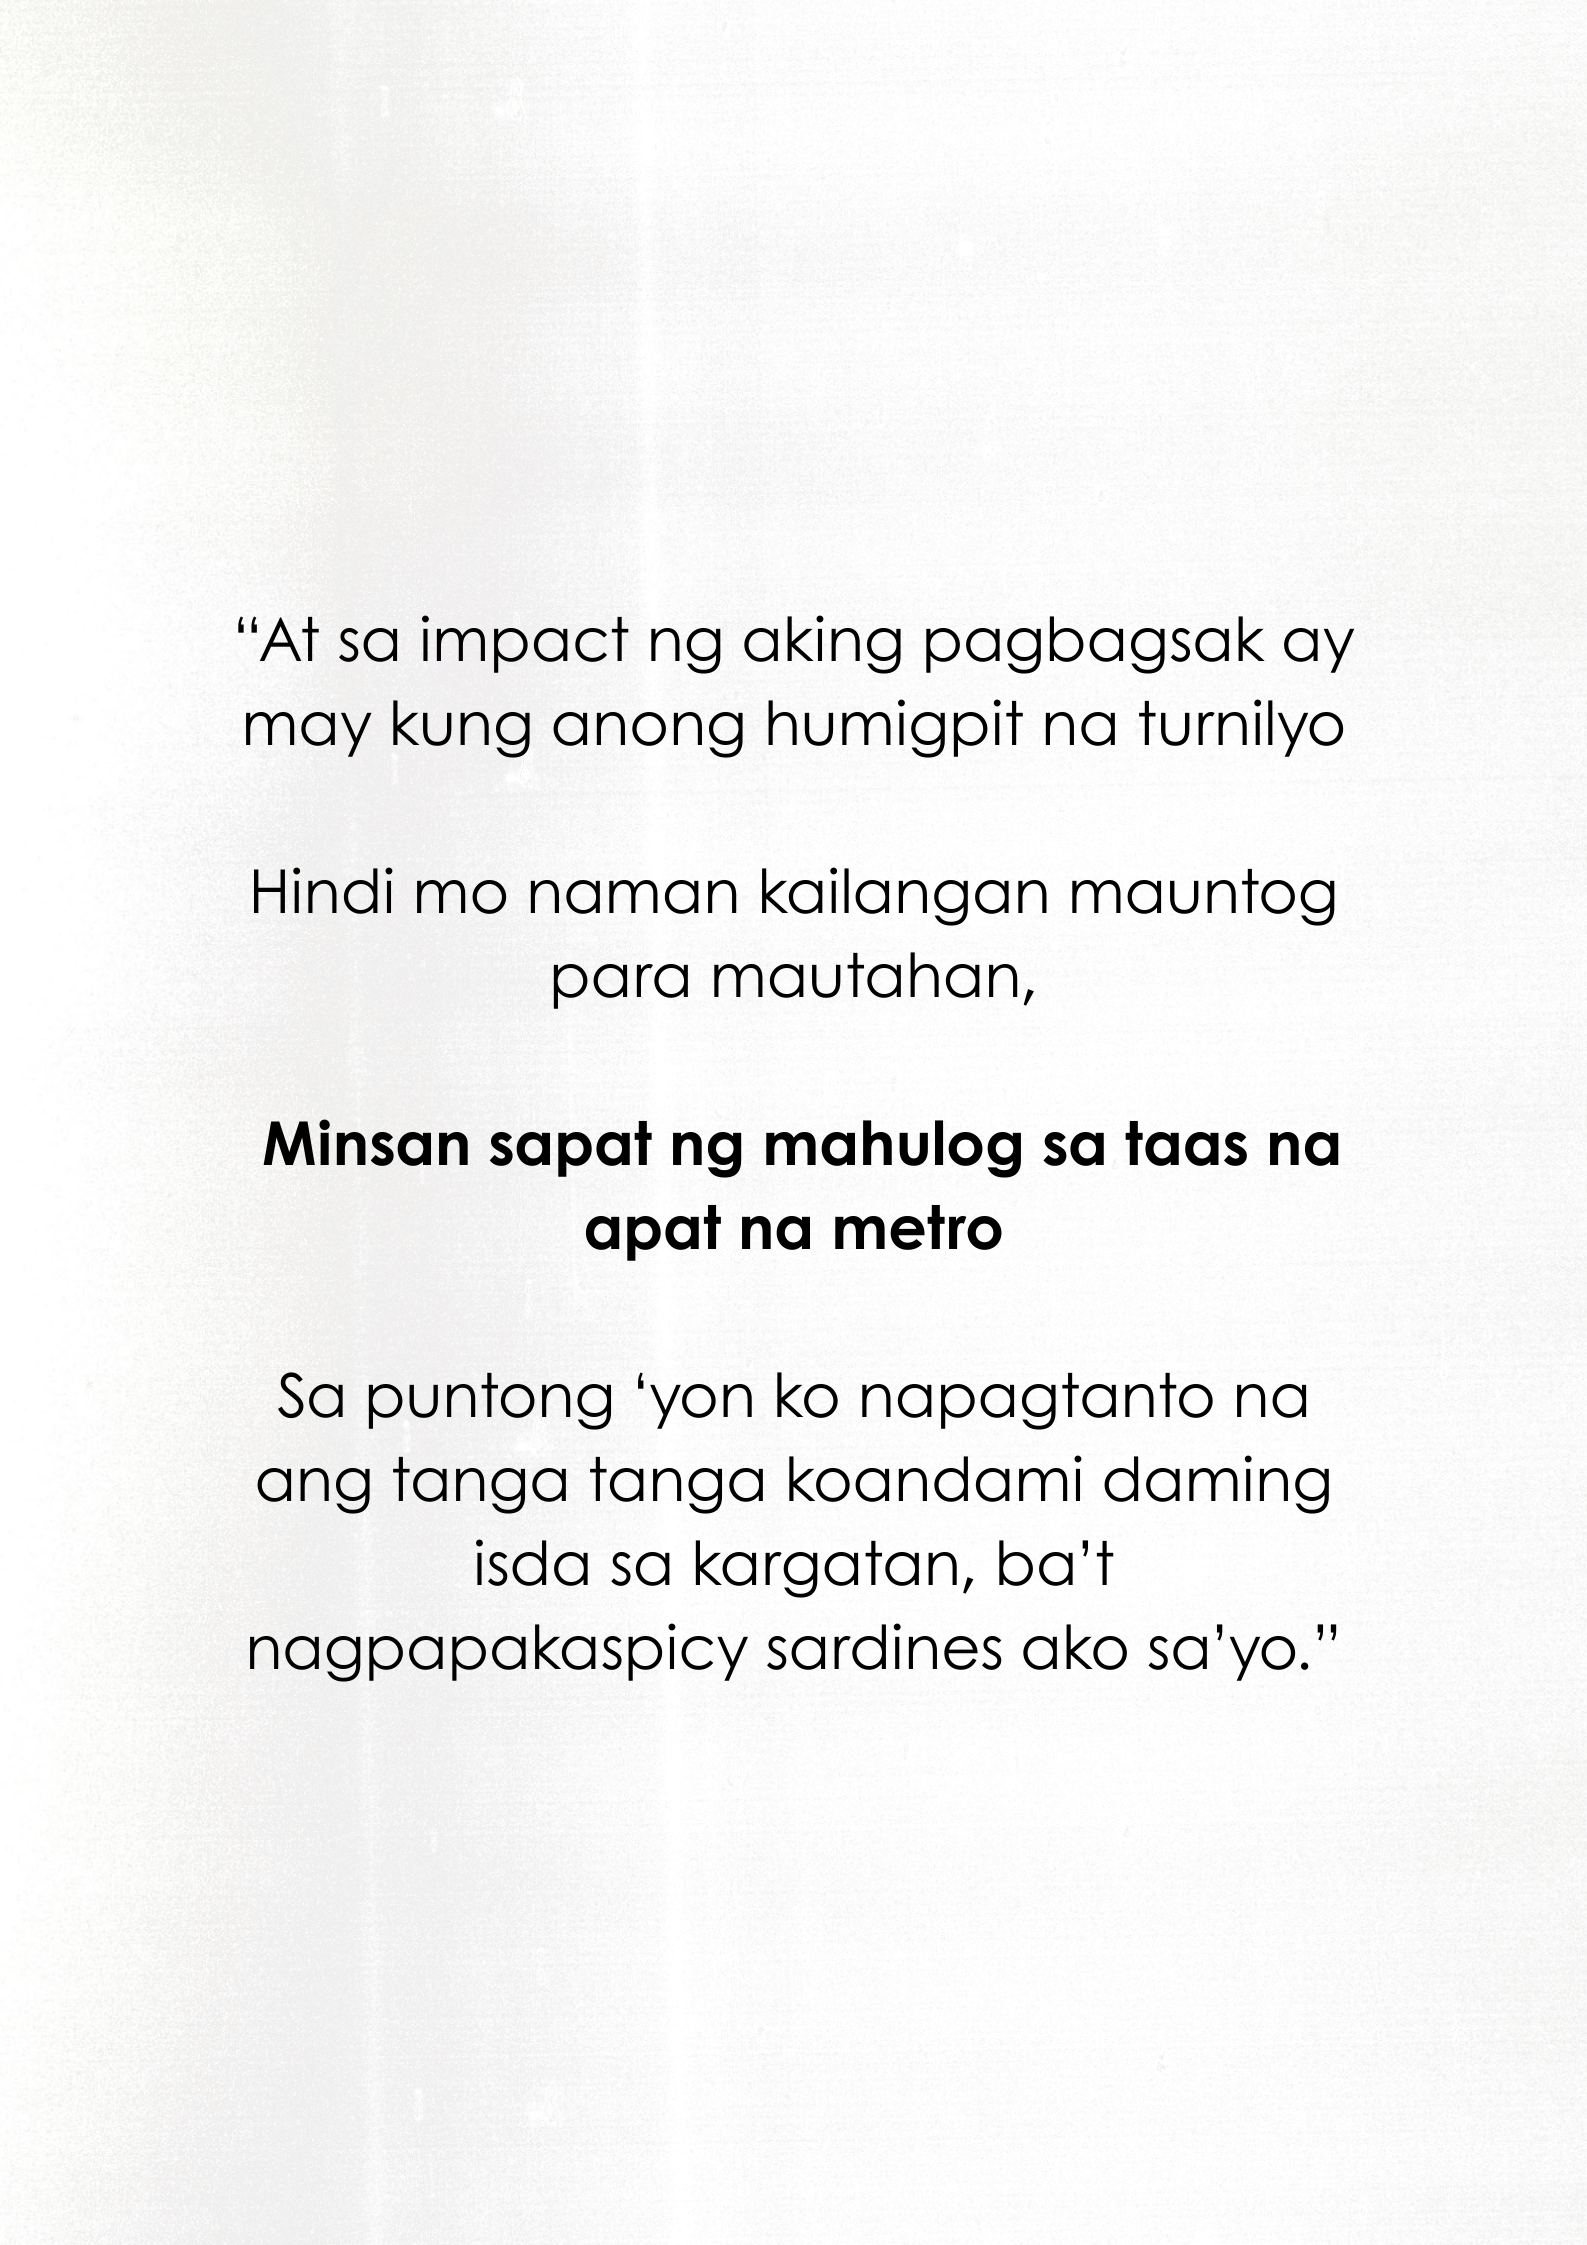 “At sa impact ng aking pagbagsak ay
may kung anong humigpit na turnilyo
Hindi mo naman kailangan mauntog
para mautahan,
Minsan sapat ng mahulog sa taas na
apat na metro
Sa puntong ‘yon ko napagtanto na
ang tanga tanga koandami daming
isda sa kargatan, ba’t
nagpapakaspicy sardines ako sa’yo.”